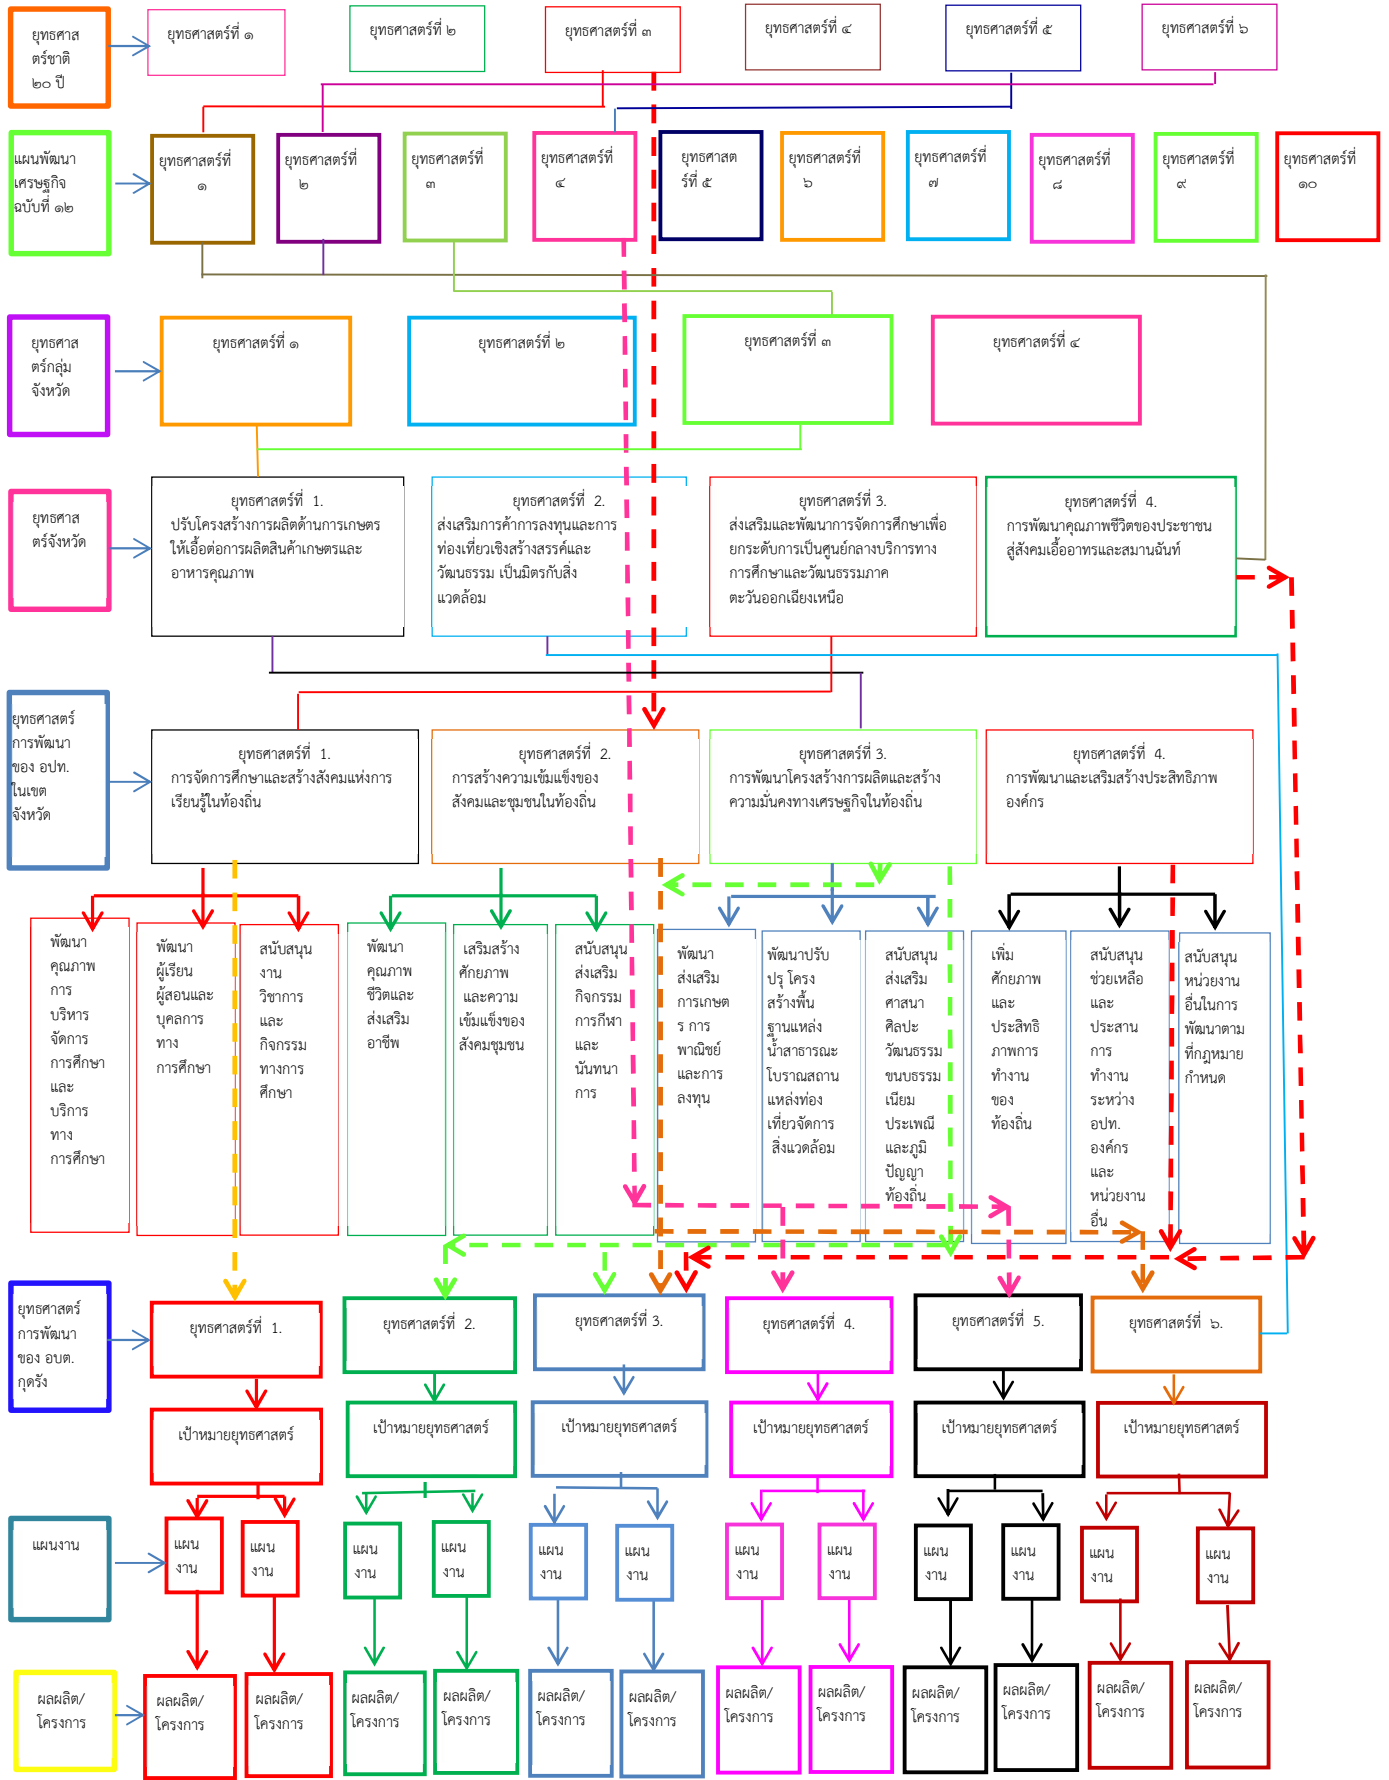 ยุทธศาส
ตร์ชาติ
๒๐ ปี
ยุทธศาสตร์ที่ ๑
ยุทธศาสตร์ที่ ๒
ยุทธศาสตร์ที่ ๓
ยุทธศาสตร์ที่ ๔
ยุทธศาสตร์ที่ ๕
ยุทธศาสตร์ที่ ๖
แผนพัฒนา
เศรษฐกิจ
ฉบับที่ ๑๒
ยุทธศาสตร์ที่
๑
ยุทธศาสตร์ที่
๒
ยุทธศาสตร์ที่
๓
ยุทธศาสตร์ที่
๔
ยุทธศาสต
ร์ที่ ๕
ยุทธศาสตร์ที่
๖
ยุทธศาสตร์ที่
๗
ยุทธศาสตร์ที่
๘
ยุทธศาสตร์ที่
๙
ยุทธศาสตร์ที่
๑๐
ยุทธศาส
ตร์กลุ่ม
จังหวัด
ยุทธศาสตร์ที่ ๑
ยุทธศาสตร์ที่ ๒
ยุทธศาสตร์ที่ ๓
ยุทธศาสตร์ที่ ๔
ยุทธศาส
ตร์จังหวัด
ยุทธศาสตร์ที่ 1.
ปรับโครงสร้างการผลิตด้านการเกษตร
ให้เอื้อต่อการผลิตสินค้าเกษตรและ
อาหารคุณภาพ
ยุทธศาสตร์ที่ 2.
ส่งเสริมการค้าการลงทุนและการ
ท่องเที่ยวเชิงสร้างสรรค์และ
วัฒนธรรม เป็นมิตรกับสิ่ง
แวดล้อม
ยุทธศาสตร์ที่ 3.
ส่งเสริมและพัฒนาการจัดการศึกษาเพื่อ
ยกระดับการเป็นศูนย์กลางบริการทาง
การศึกษาและวัฒนธรรมภาค
ตะวันออกเฉียงเหนือ
ยุทธศาสตร์ที่ 4.
การพัฒนาคุณภาพชีวิตของประชาชน
สู่สังคมเอื้ออาทรและสมานฉันท์
ยุทธศาสตร์
การพัฒนา
ของ อปท.
ในเขต
จังหวัด
ยุทธศาสตร์ที่ 1.
การจัดการศึกษาและสร้างสังคมแห่งการ
เรียนรู้ในท้องถิ่น
ยุทธศาสตร์ที่ 2.
การสร้างความเข้มแข็งของ
สังคมและชุมชนในท้องถิ่น
ยุทธศาสตร์ที่ 3.
การพัฒนาโครงสร้างการผลิตและสร้าง
ความมั่นคงทางเศรษฐกิจในท้องถิ่น
ยุทธศาสตร์ที่ 4.
การพัฒนาและเสริมสร้างประสิทธิภาพ
องค์กร
พัฒนา
คุณภาพ
การ
บริหาร
จัดการ
การศึกษา
และ
บริการ
ทาง
การศึกษา
พัฒนา
ผู้เรียน
ผู้สอนและ
บุคลการ
ทาง
การศึกษา
สนับสนุน
งาน
วิชาการ
และ
กิจกรรม
ทางการ
ศึกษา
พัฒนา
คุณภาพ
ชีวิตและ
ส่งเสริม
อาชีพ
เสริมสร้าง
ศักยภาพ
และความ
เข้มแข็งของ
สังคมชุมชน
สนับสนุน
ส่งเสริม
กิจกรรม
การกีฬา
และ
นันทนา
การ
พัฒนา
ส่งเสริม
การเกษต
ร การ
พาณิชย์
และการ
ลงทุน
พัฒนาปรับ
ปรุ โครง
สร้างพื้น
ฐานแหล่ง
น้ำสาธารณะ
โบราณสถาน
แหล่งท่อง
เที่ยวจัดการ
สิ่งแวดล้อม
สนับสนุน
ส่งเสริม
ศาสนา
ศิลปะ
วัฒนธรรม
ขนบธรรม
เนียม
ประเพณี
และภูมิ
ปัญญา
ท้องถิ่น
เพิ่ม
ศักยภาพ
และ
ประสิทธิ
ภาพการ
ทำงาน
ของ
ท้องถิ่น
สนับสนุน
ช่วยเหลือ
และ
ประสาน
การ
ทำงาน
ระหว่าง
อปท.
องค์กร
และ
หน่วยงาน
อื่น
สนับสนุน
หน่วยงาน
อื่นในการ
พัฒนาตาม
ที่กฎหมาย
กำหนด
ยุทธศาสตร์
การพัฒนา
ของ อบต.
กุดรัง
ยุทธศาสตร์ที่ 1.
ยุทธศาสตร์ที่ 2.
ยุทธศาสตร์ที่ 3.
ยุทธศาสตร์ที่ 4.
ยุทธศาสตร์ที่ 5.
ยุทธศาสตร์ที่ ๖.
เป้าหมายยุทธศาสตร์
เป้าหมายยุทธศาสตร์
เป้าหมายยุทธศาสตร์
เป้าหมายยุทธศาสตร์
เป้าหมายยุทธศาสตร์
เป้าหมายยุทธศาสตร์
แผนงาน
แผน
งาน
แผน
งาน
แผน
งาน
แผน
งาน
แผน
งาน
แผน
งาน
แผน
งาน
แผน
งาน
แผน
งาน
แผน
งาน
แผน
งาน
แผน
งาน
ผลผลิต/
โครงการ
ผลผลิต/
โครงการ
ผลผลิต/
โครงการ
ผลผลิต/
โครงการ
ผลผลิต/
โครงการ
ผลผลิต/
โครงการ
ผลผลิต/
โครงการ
ผลผลิต/
โครงการ
ผลผลิต/
โครงการ
ผลผลิต/
โครงการ
ผลผลิต/
โครงการ
ผลผลิต/
โครงการ
ผลผลิต/
โครงการ